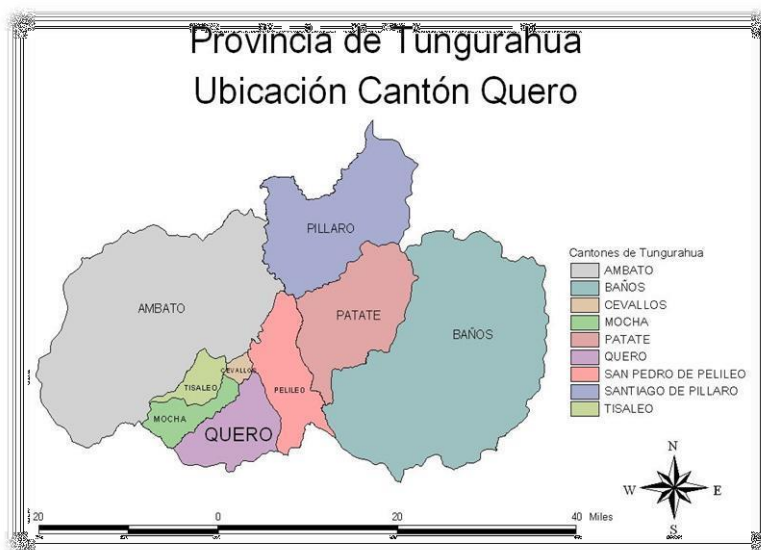 Provincia de Tungurahua
Ubicación Cantón Quero
PILLARO
AMBATO
PATATE
BAÑOS
CEVALLOS
TISALEO
PELILEO
MOCHA
QUERO
Cantones de Tungurahua
AMBATO
BAÑOS
CEVALLOS
MOCHA
PATATE
QUERO
SAN PEDRO DE PELILEO
SANTIAGO DE PILLARO
TISALEO
N
W E
S
20 0 20 40 Miles